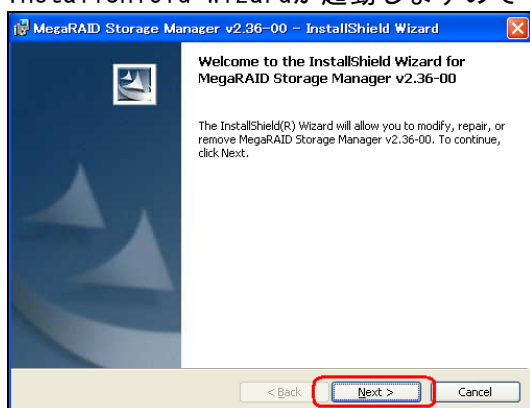 InstallShield Wizardが起動しますので
MegaRAID Storage Manager v2.36-00 - InstallShield Wizard
Welcome to the InstallShield Wizard for
MegaRAID Storage Manager v2.36-00
The InstallShield(R) Wizard will allow you to modify, repair, or
remove MegaRAID Storage Manager v2.36-00. To continue,
click Next.
< Back Next > Cancel